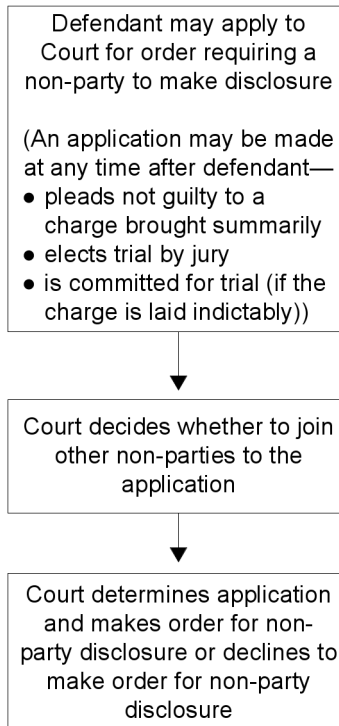 Defendant may apply to
Court for order requiring a
non-party to make disclosure
(An application may be made
at any time after defendant—
● pleads not guilty to a
charge brought summarily
● elects trial by jury
● is committed for trial (if the
charge is laid indictably))
Court decides whether to join
other non-parties to the
application
Court determines application
and makes order for non-
party disclosure or declines to
make order for non-party
disclosure